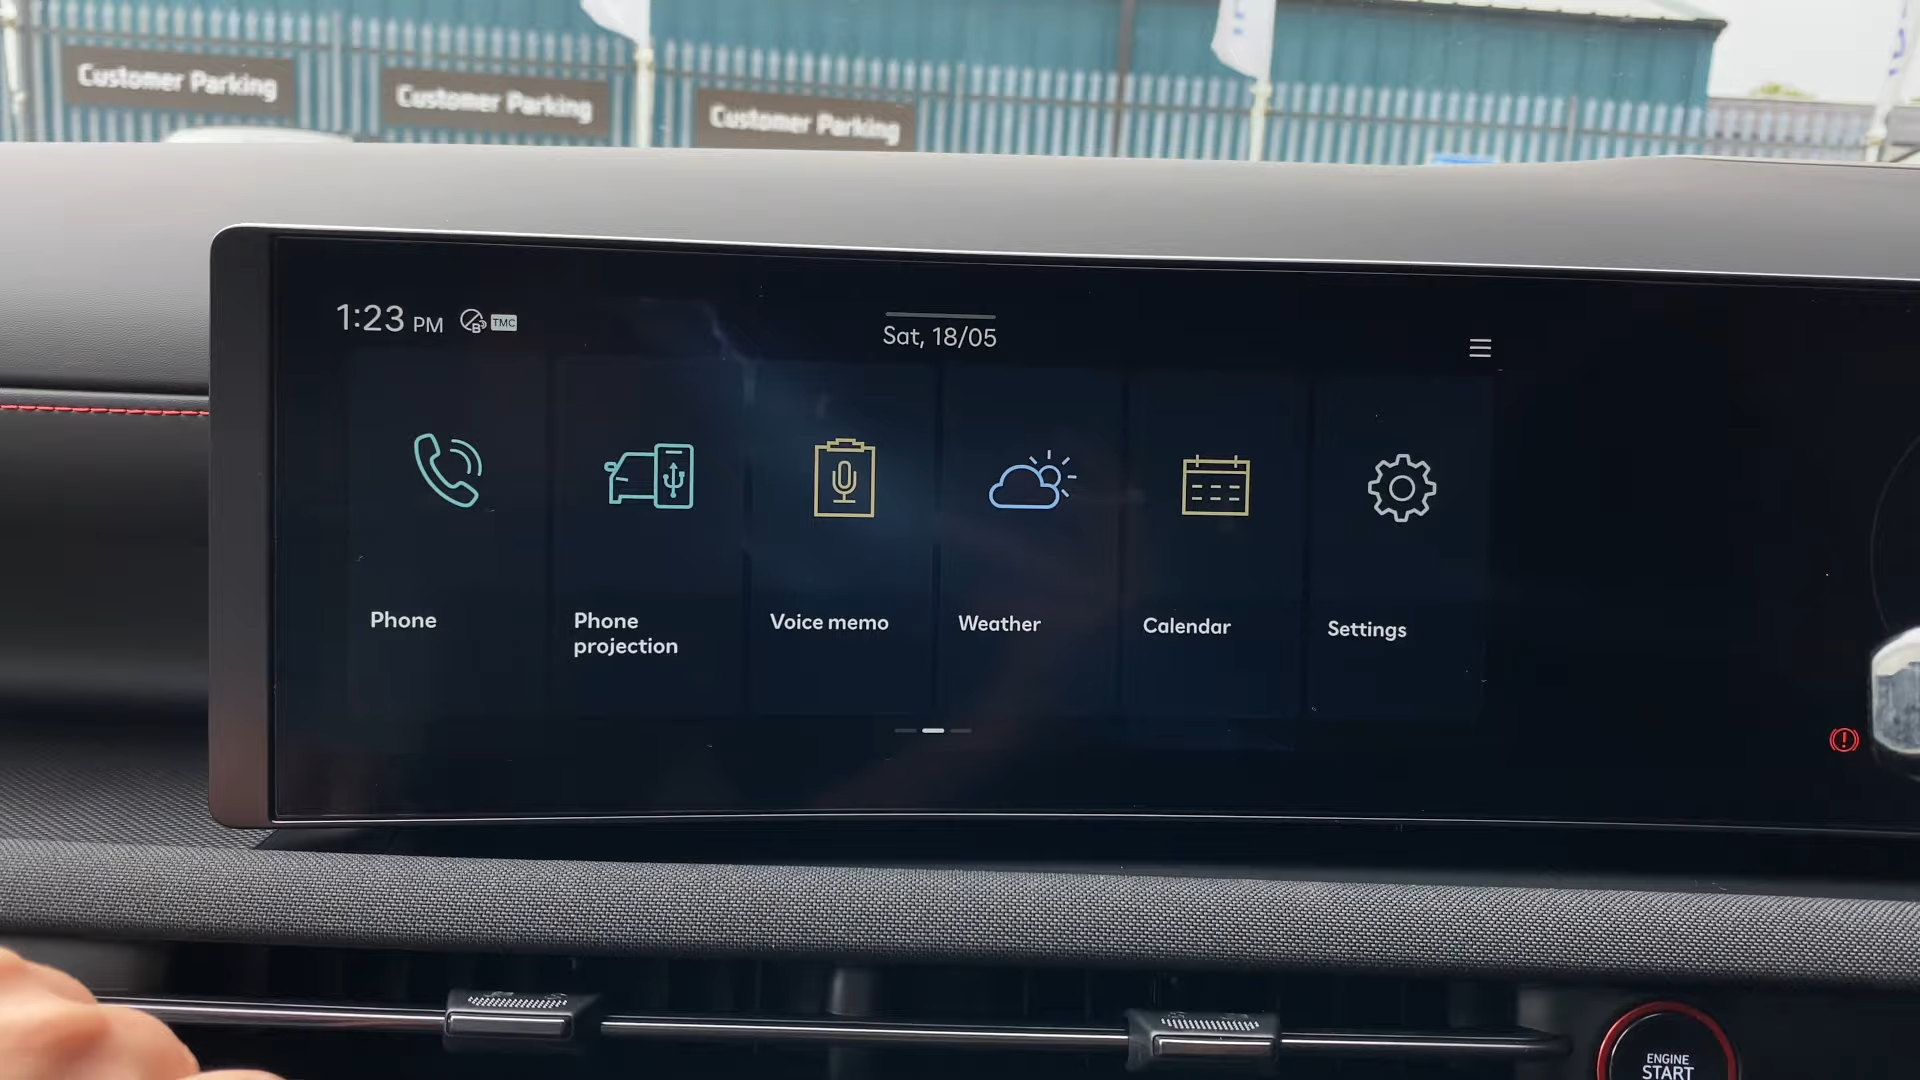 Customer Parking
Customer Parking
Customer Parking
1:23 PM
B
TMC
Sat, 18/05
Phone
Phone
projection
Voice memo
Weather
Calendar
Settings
ENGINE
START